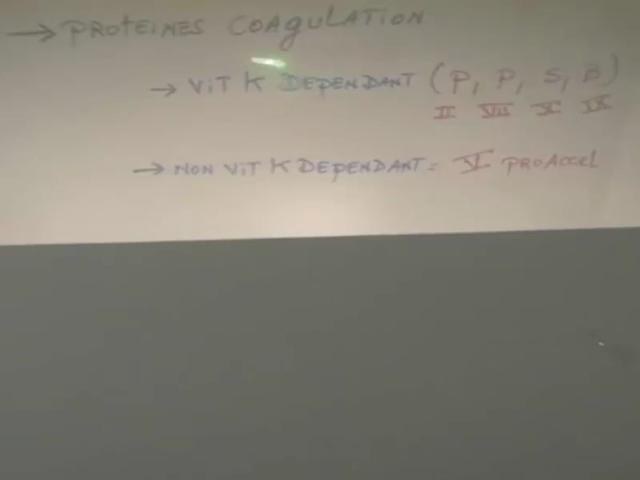 → PROTEINES COAGULATION
→ ViT K DEPENDANT (P, P, S, B)
II VII X IX
→ NON ViT K DEPENDANT = V PROACCEL